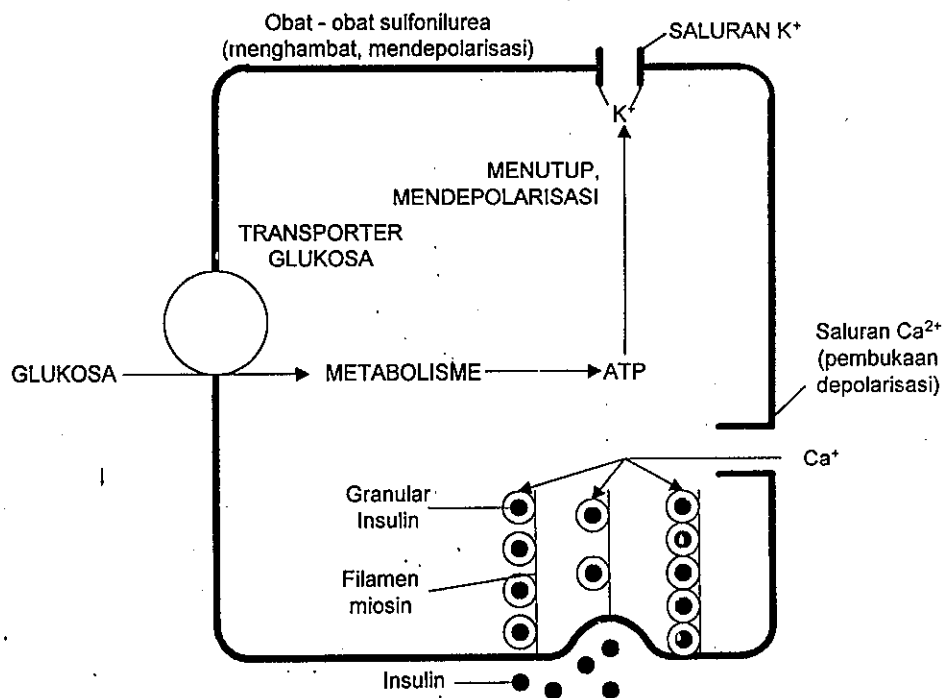 Obat - obat sulfonilurea
(menghambat, mendepolarisasi)
SALURAN K⁺
K⁺
MENUTUP,
MENDEPOLARISASI
TRANSPORTER
GLUKOSA
Saluran Ca²⁺
(pembukaan
depolarisasi)
GLUKOSA
METABOLISME
ATP
Ca⁺
Granular
Insulin
Filamen
miosin
Insulin